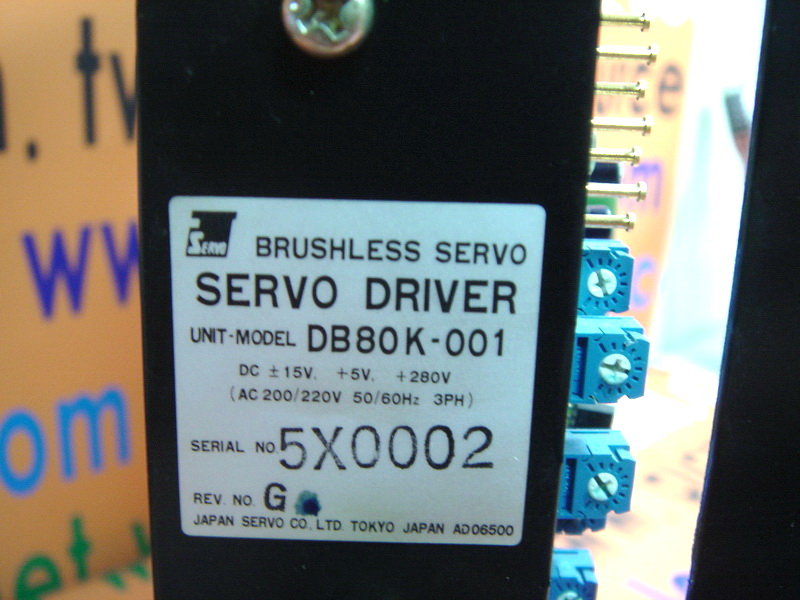 SERVO
BRUSHLESS SERVO
SERVO DRIVER
UNIT-MODEL DB80K-001
DC ±15V. +5V. +280V
(AC 200/220V 50/60Hz 3PH)
SERIAL NO. 5X0002
REV. NO. G
JAPAN SERVO CO. LTD. TOKYO JAPAN AD06500